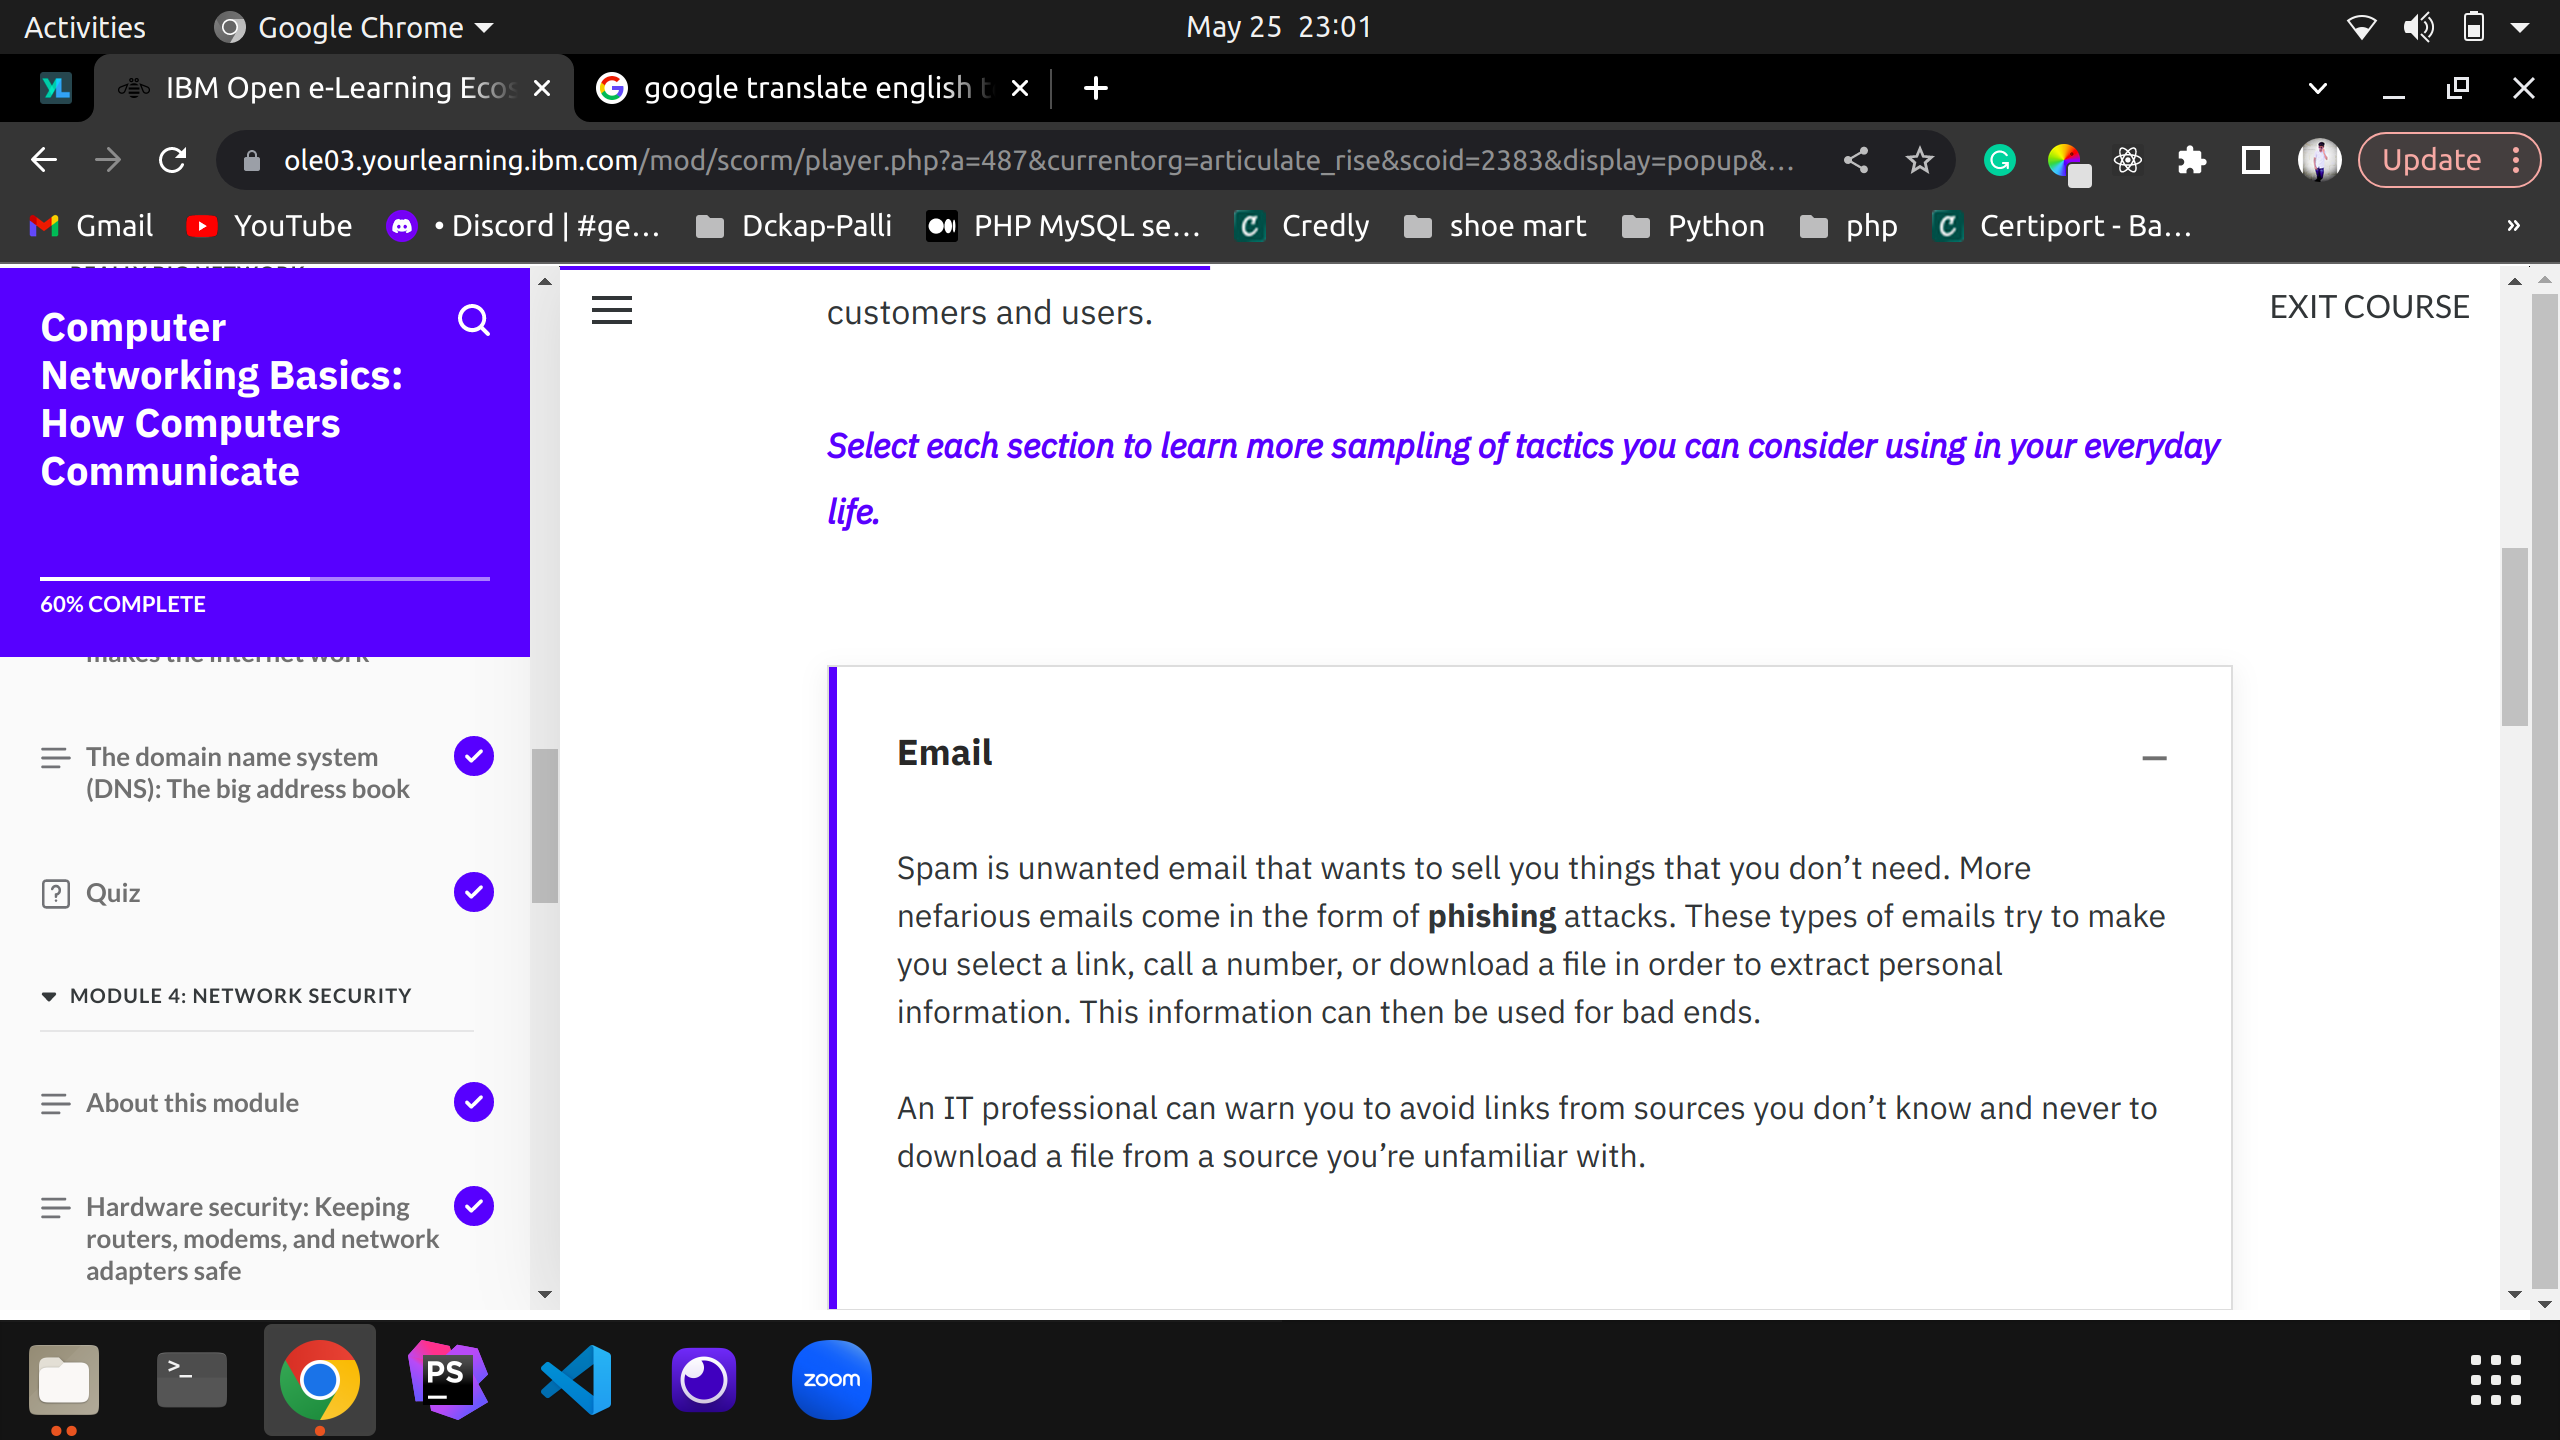 Activities
Google Chrome
May 25 23:01
IBM Open e-Learning Ecos
google translate english t
ole03.yourlearning.ibm.com/mod/scorm/player.php?a=487&currentorg=articulate_rise&scoid=2383&display=popup&...
Update
Gmail
YouTube
• Discord | #ge...
Dckap-Palli
PHP MySQL se...
Credly
shoe mart
Python
php
Certiport - Ba...
»
Computer
Networking Basics:
How Computers
Communicate
60% COMPLETE
makes the internet work
The domain name system
(DNS): The big address book
Quiz
MODULE 4: NETWORK SECURITY
About this module
Hardware security: Keeping
routers, modems, and network
adapters safe
EXIT COURSE
customers and users.
Select each section to learn more sampling of tactics you can consider using in your everyday
life.
Email
Spam is unwanted email that wants to sell you things that you don’t need. More
nefarious emails come in the form of phishing attacks. These types of emails try to make
you select a link, call a number, or download a file in order to extract personal
information. This information can then be used for bad ends.
An IT professional can warn you to avoid links from sources you don’t know and never to
download a file from a source you’re unfamiliar with.
PS
zoom